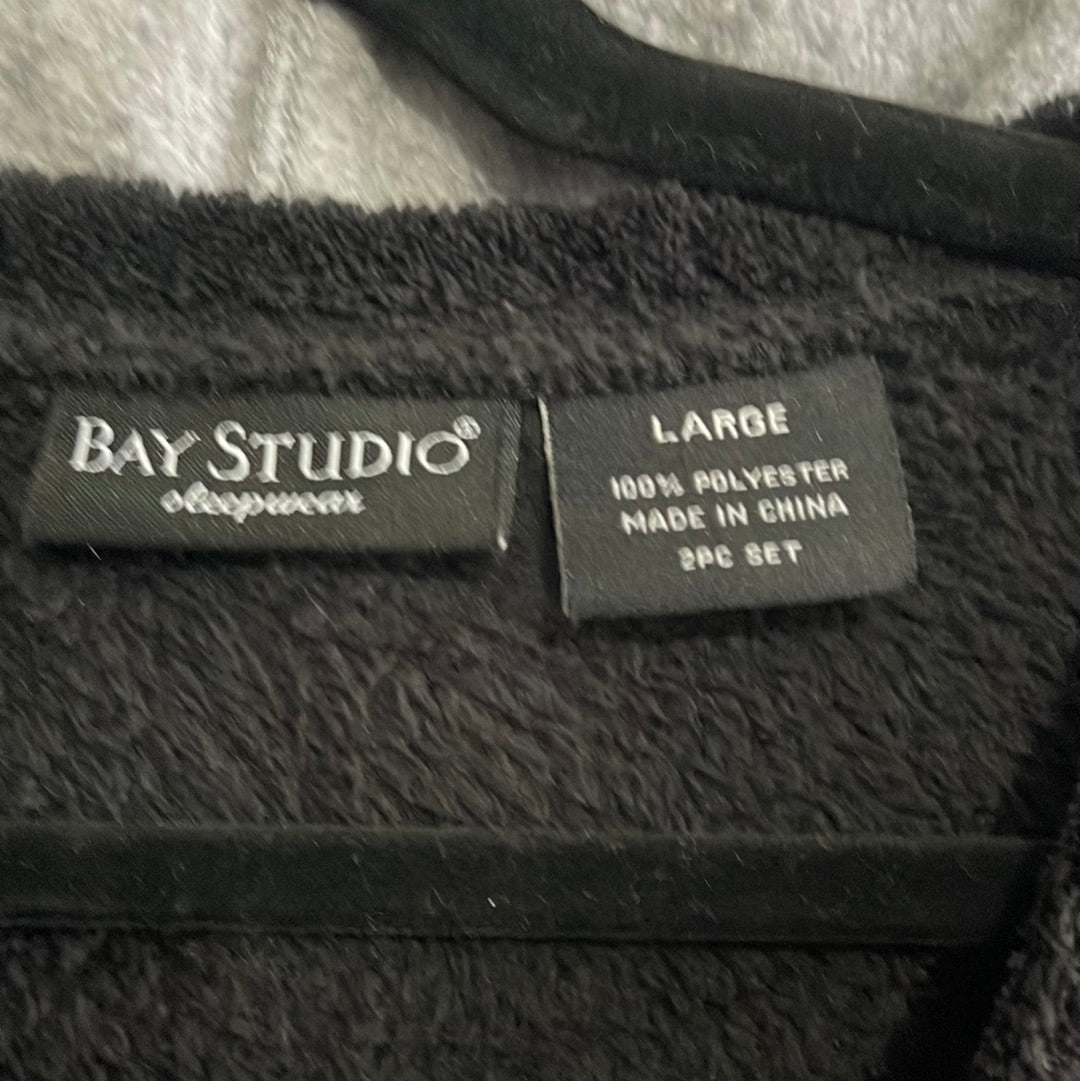 BAY STUDIO®
sleepwear
LARGE
100% POLYESTER
MADE IN CHINA
2PC SET